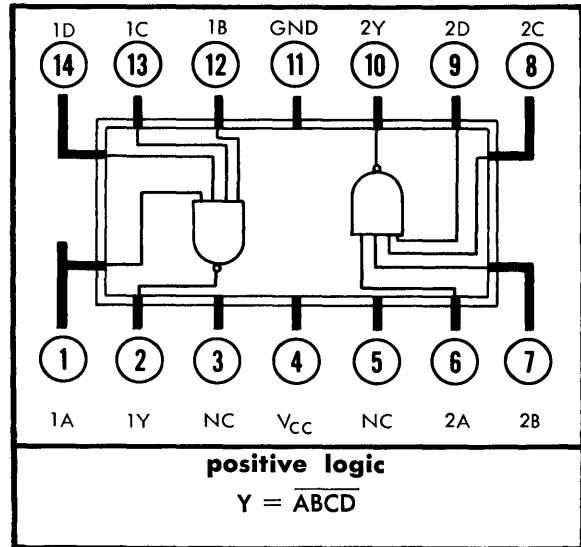 1D 1C 1B GND 2Y 2D 2C
14 13 12 11 10 9 8
1 2 3 4 5 6 7
1A 1Y NC VCC NC 2A 2B
positive logic
Y = A̅B̅C̅D̅